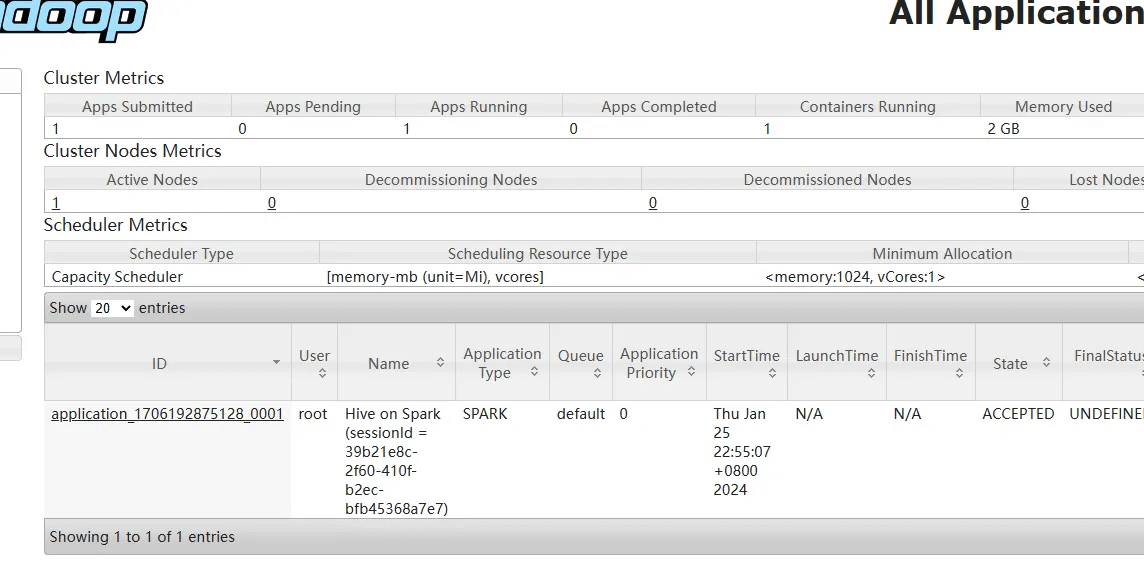 adoop
All Application
Cluster Metrics
Apps Submitted Apps Pending Apps Running Apps Completed Containers Running Memory Used
1 0 1 0 1 2 GB
Cluster Nodes Metrics
Active Nodes Decommissioning Nodes Decommissioned Nodes Lost Nodes
1 0 0 0
Scheduler Metrics
Scheduler Type Scheduling Resource Type Minimum Allocation
Capacity Scheduler [memory-mb (unit=Mi), vcores] <memory:1024, vCores:1> <
Show 20 entries
ID User Name Application Type Queue Application Priority StartTime LaunchTime FinishTime State FinalStatus
application_1706192875128_0001 root Hive on Spark SPARK default 0 Thu Jan N/A N/A ACCEPTED UNDEFINE
(sessionId = 25
39b21e8c- 22:55:07
2f60-410f- +0800
b2ec- 2024
bfb45368a7e7)
Showing 1 to 1 of 1 entries